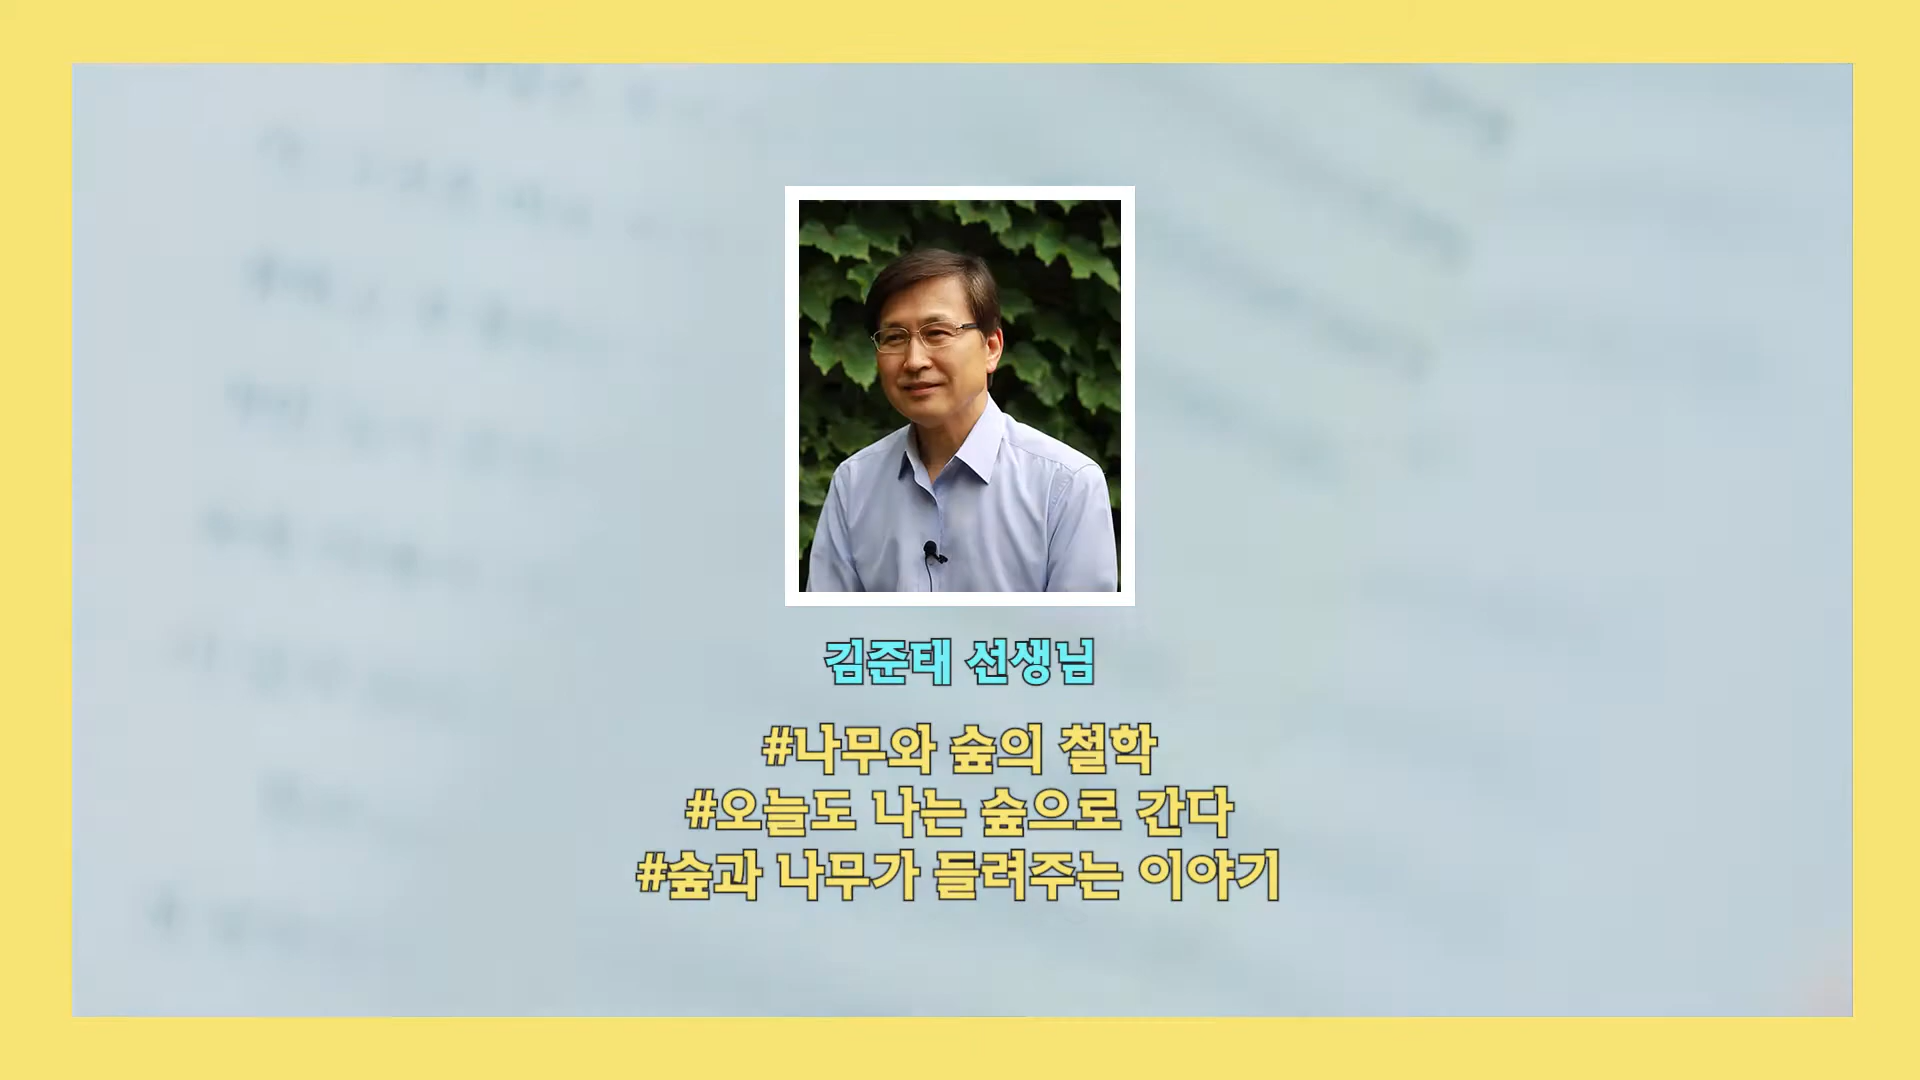 김준태 선생님
#나무와 숲의 철학
#오늘도 나는 숲으로 간다
#숲과 나무가 들려주는 이야기